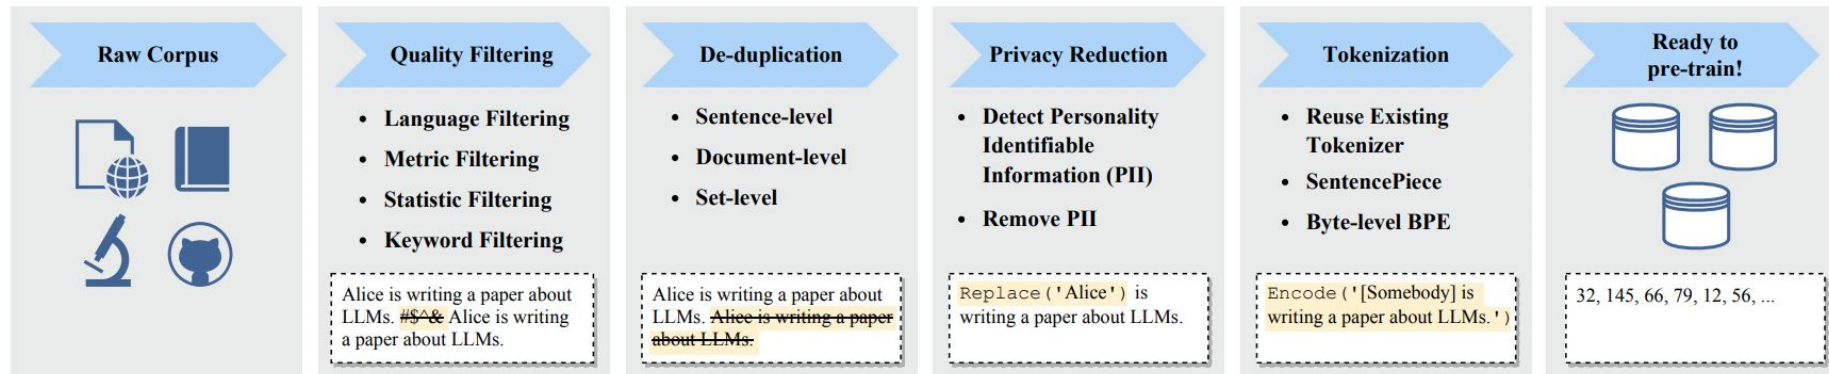 Raw Corpus
Quality Filtering
• Language Filtering
• Metric Filtering
• Statistic Filtering
• Keyword Filtering
Alice is writing a paper about
LLMs. #$^& Alice is writing
a paper about LLMs.
De-duplication
• Sentence-level
• Document-level
• Set-level
Alice is writing a paper about
LLMs. Alice is writing a paper
about LLMs.
Privacy Reduction
• Detect Personality
Identifiable
Information (PII)
• Remove PII
Replace('Alice') is
writing a paper about LLMs.
Tokenization
• Reuse Existing
Tokenizer
• SentencePiece
• Byte-level BPE
Encode('[Somebody] is
writing a paper about LLMs.')
Ready to
pre-train!
32, 145, 66, 79, 12, 56, ...